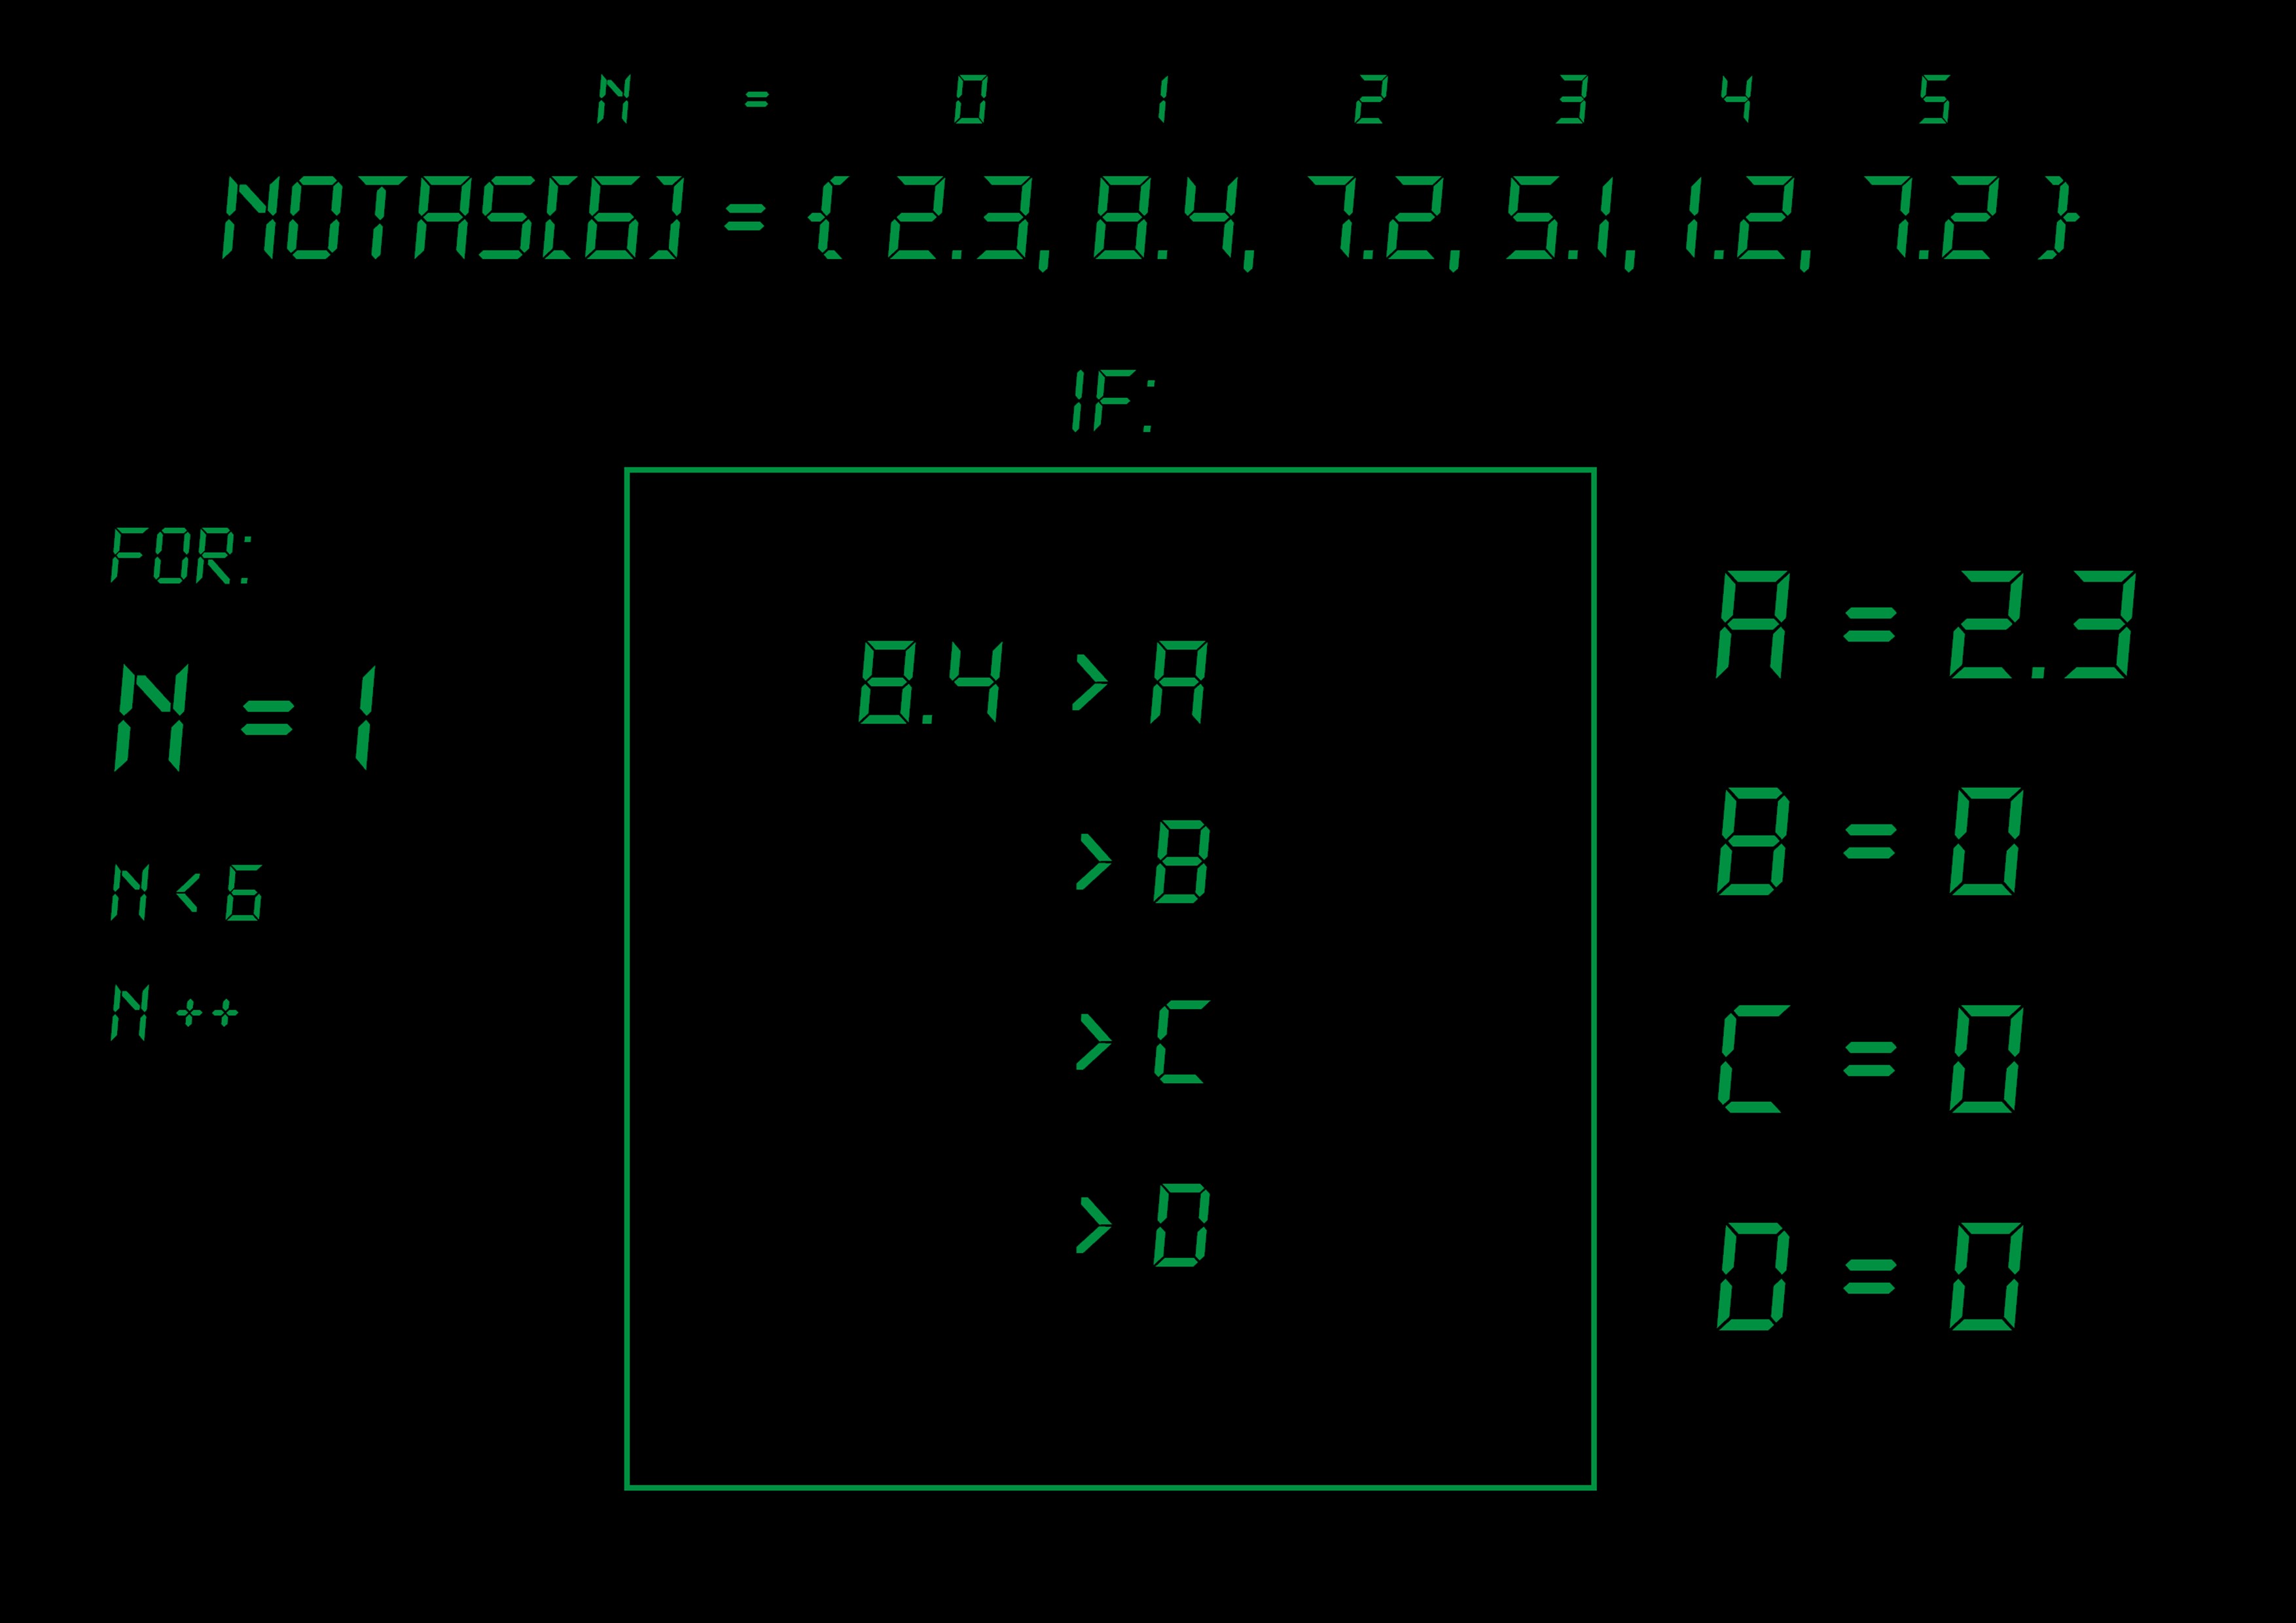 N = 0 1 2 3 4 5
NOTAS[6] = { 2.3, 8.4, 7.2, 5.1, 1.2, 7.2 }
IF:
FOR:
N = 1
N < 6
N ++
8.4 > A
> B
> C
> D
A = 2.3
B = 0
C = 0
D = 0